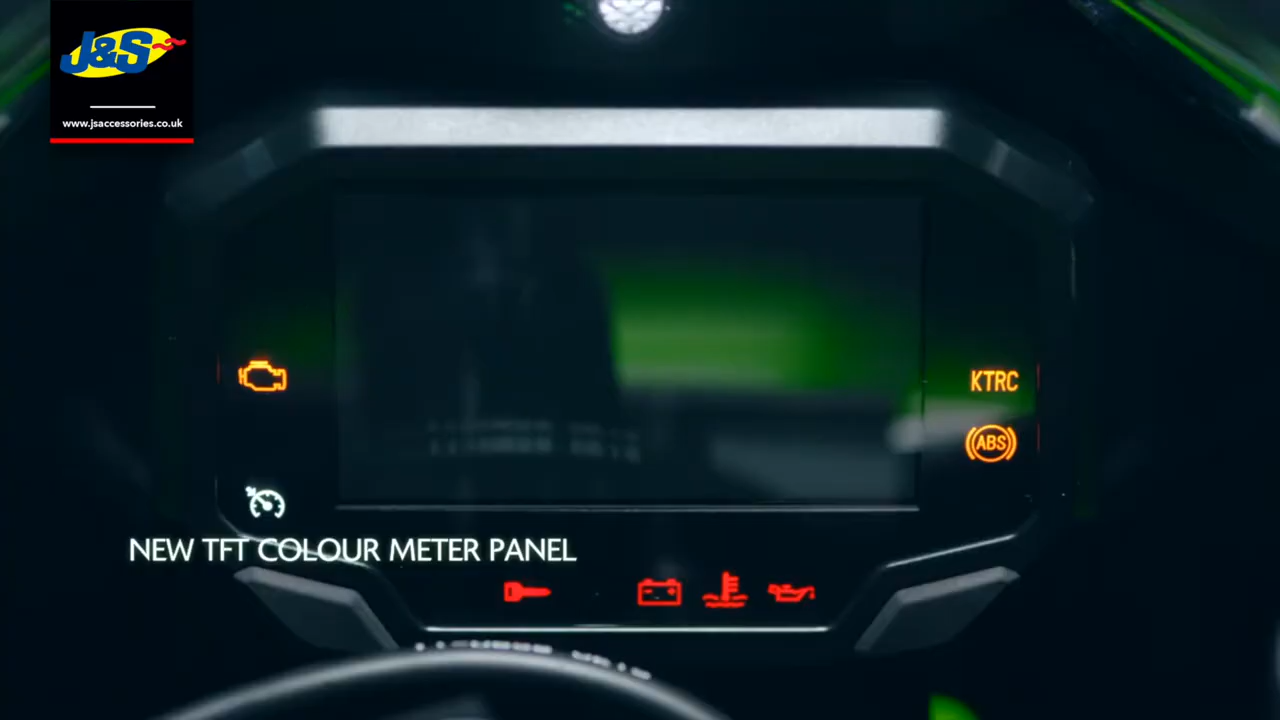 J&S
www.jsaccessories.co.uk
KTRC
ABS
NEW TFT COLOUR METER PANEL